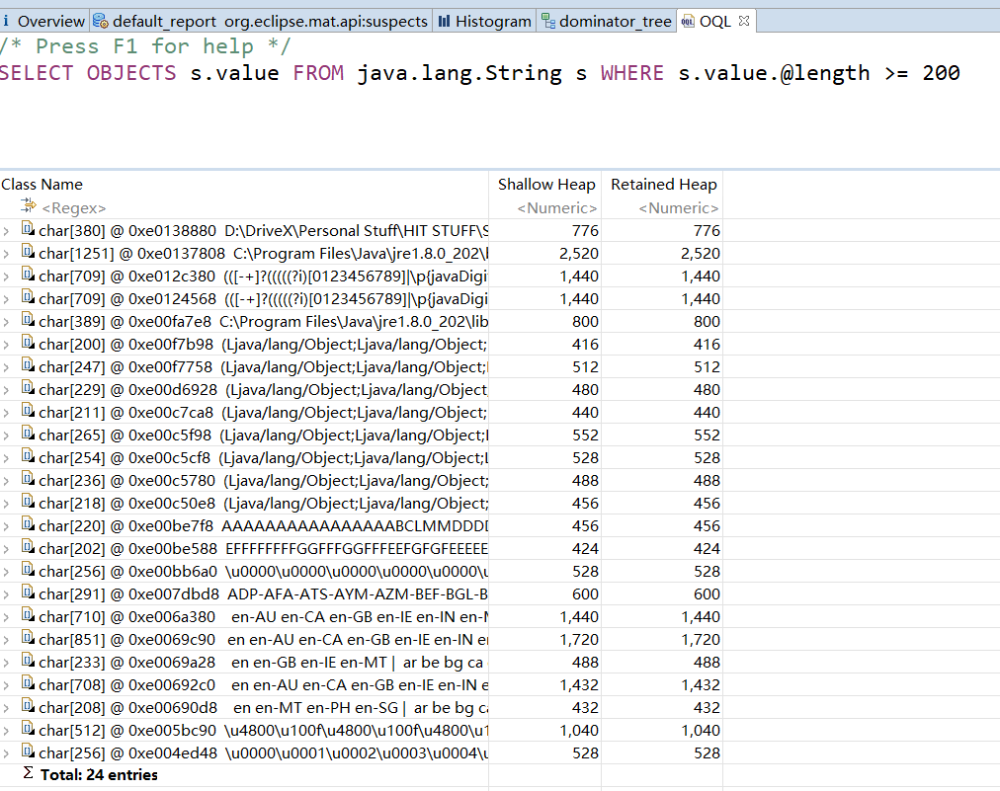 i Overview default_report org.eclipse.mat.api:suspects Histogram dominator_tree OQL
/* Press F1 for help */
SELECT OBJECTS s.value FROM java.lang.String s WHERE s.value.@length >= 200
Class Name Shallow Heap Retained Heap
<Regex> <Numeric> <Numeric>
char[380] @ 0xe0138880 D:\DriveX\Personal Stuff\HIT STUFF\S 776 776
char[1251] @ 0xe0137808 C:\Program Files\Java\jre1.8.0_202\l 2,520 2,520
char[709] @ 0xe012c380 (([-+]?(((((?i)[0123456789]|\p{javaDigi 1,440 1,440
char[709] @ 0xe0124568 (([-+]?(((((?i)[0123456789]|\p{javaDigi 1,440 1,440
char[389] @ 0xe00fa7e8 C:\Program Files\Java\jre1.8.0_202\lib 800 800
char[200] @ 0xe00f7b98 (Ljava/lang/Object;Ljava/lang/Object; 416 416
char[247] @ 0xe00f7758 (Ljava/lang/Object;Ljava/lang/Object; 512 512
char[229] @ 0xe00d6928 (Ljava/lang/Object;Ljava/lang/Object 480 480
char[211] @ 0xe00c7ca8 (Ljava/lang/Object;Ljava/lang/Object; 440 440
char[265] @ 0xe00c5f98 (Ljava/lang/Object;Ljava/lang/Object; 552 552
char[254] @ 0xe00c5cf8 (Ljava/lang/Object;Ljava/lang/Object;L 528 528
char[236] @ 0xe00c5780 (Ljava/lang/Object;Ljava/lang/Object; 488 488
char[218] @ 0xe00c50e8 (Ljava/lang/Object;Ljava/lang/Object; 456 456
char[220] @ 0xe00be7f8 AAAAAAAAAAAAAAAABCLMMDDDD 456 456
char[202] @ 0xe00be588 EFFFFFFFFGGFFFGGFFFEEFGFGFEEEEE 424 424
char[256] @ 0xe00bb6a0 \u0000\u0000\u0000\u0000\u0000\u 528 528
char[291] @ 0xe007dbd8 ADP-AFA-ATS-AYM-AZM-BEF-BGL-B 600 600
char[710] @ 0xe006a380 en-AU en-CA en-GB en-IE en-IN en-N 1,440 1,440
char[851] @ 0xe0069c90 en en-AU en-CA en-GB en-IE en-IN en 1,720 1,720
char[233] @ 0xe0069a28 en en-GB en-IE en-MT | ar be bg ca 488 488
char[708] @ 0xe00692c0 en en-AU en-CA en-GB en-IE en-IN e 1,432 1,432
char[208] @ 0xe00690d8 en en-MT en-PH en-SG | ar be bg ca 432 432
char[512] @ 0xe005bc90 \u4800\u100f\u4800\u100f\u4800\u1 1,040 1,040
char[256] @ 0xe004ed48 \u0000\u0001\u0002\u0003\u0004\u 528 528
Σ Total: 24 entries